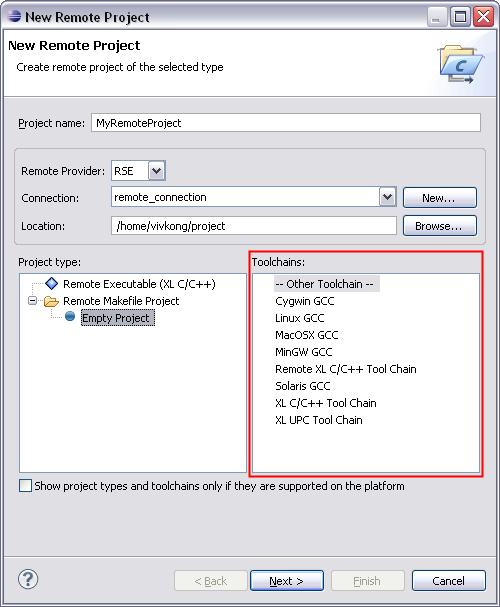 New Remote Project
New Remote Project
Create remote project of the selected type
C
Project name: MyRemoteProject
Remote Provider: RSE
Connection: remote_connection New...
Location: /home/vivkong/project Browse...
Project type:
Remote Executable (XL C/C++)
Remote Makefile Project
Empty Project
Toolchains:
-- Other Toolchain --
Cygwin GCC
Linux GCC
MacOSX GCC
MinGW GCC
Remote XL C/C++ Tool Chain
Solaris GCC
XL C/C++ Tool Chain
XL UPC Tool Chain
Show project types and toolchains only if they are supported on the platform
? < Back Next > Finish Cancel